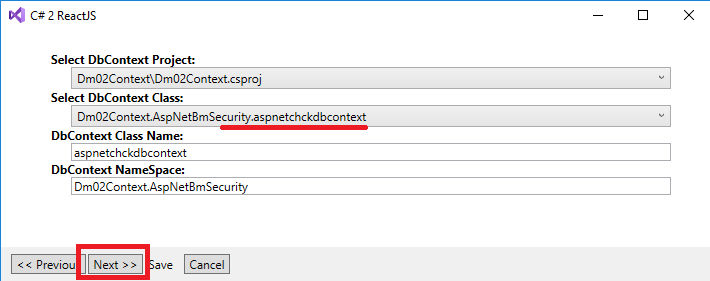 C# 2 ReactJS
Select DbContext Project:
Dm02Context\Dm02Context.csproj
Select DbContext Class:
Dm02Context.AspNetBmSecurity.aspnetchckdbcontext
DbContext Class Name:
aspnetchckdbcontext
DbContext NameSpace:
Dm02Context.AspNetBmSecurity
<< Previou Next >> Save Cancel